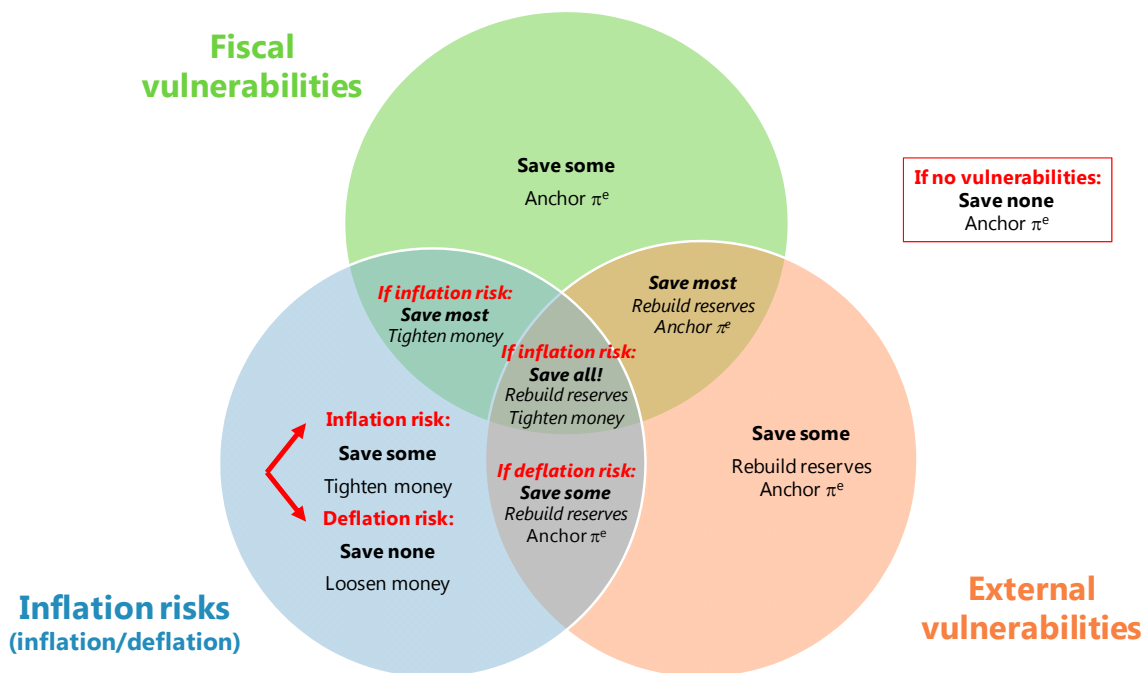 Fiscal
vulnerabilities
Save some
Anchor πᵉ
If no vulnerabilities:
Save none
Anchor πᵉ
If inflation risk:
Save most
Tighten money
Save most
Rebuild reserves
Anchor πᵉ
If inflation risk:
Save all!
Rebuild reserves
Tighten money
Inflation risk:
Save some
Tighten money
Deflation risk:
Save none
Loosen money
If deflation risk:
Save some
Rebuild reserves
Anchor πᵉ
Save some
Rebuild reserves
Anchor πᵉ
Inflation risks
(inflation/deflation)
External
vulnerabilities